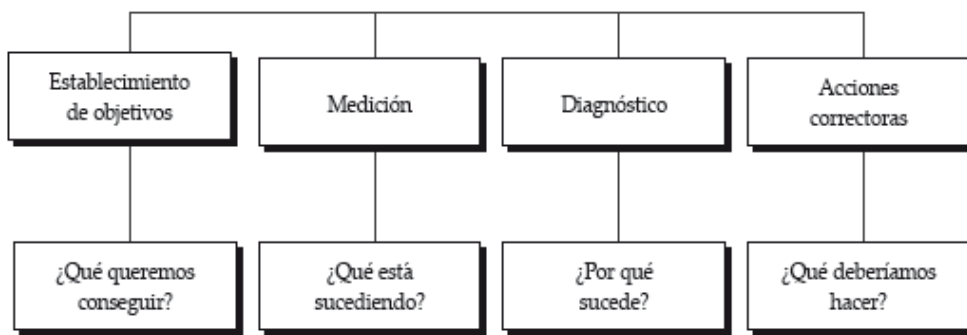 Establecimiento
de objetivos
Medición
Diagnóstico
Acciones
correctoras
¿Qué queremos
conseguir?
¿Qué está
sucediendo?
¿Por qué
sucede?
¿Qué deberíamos
hacer?